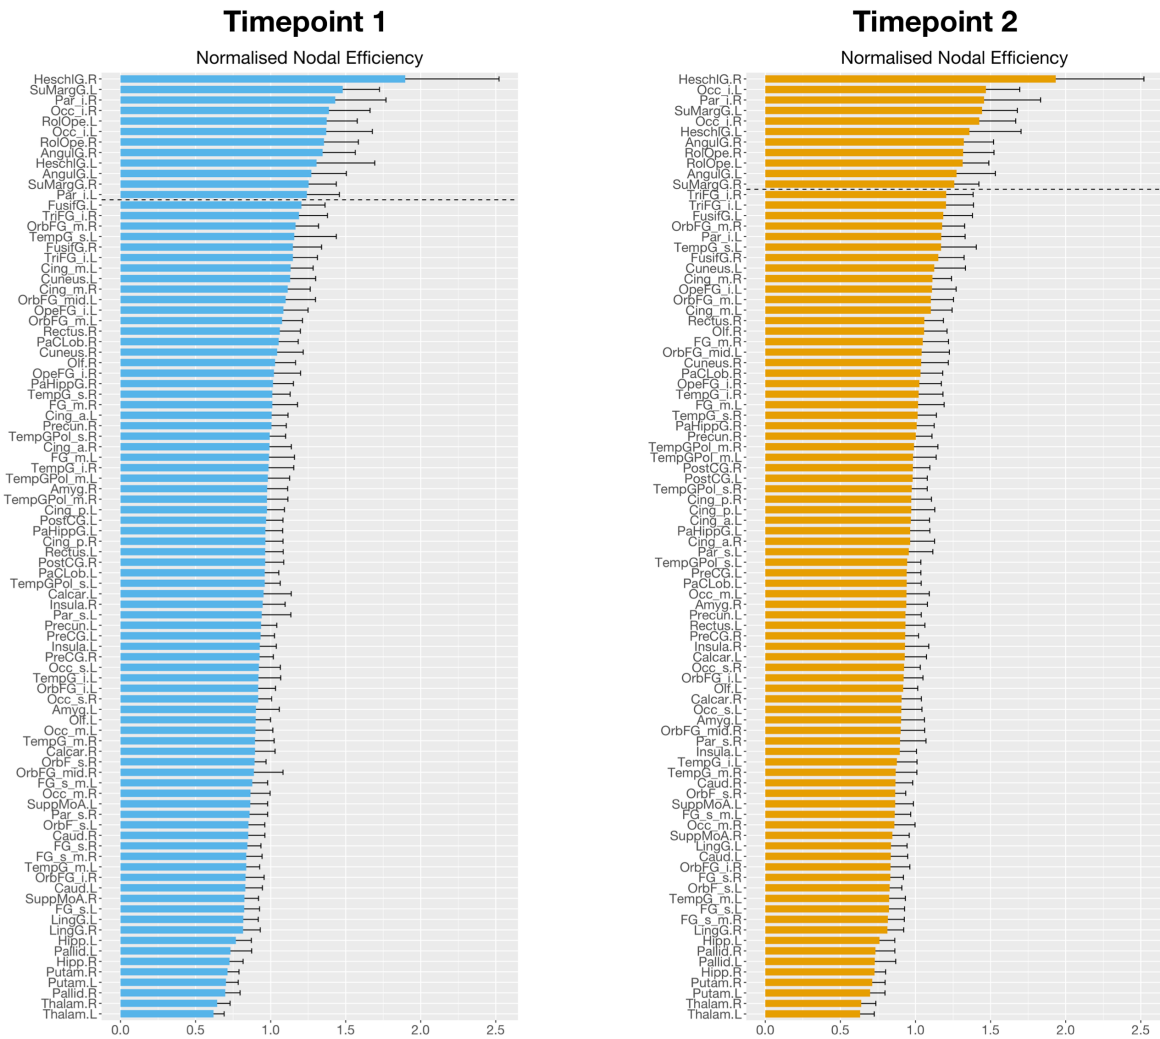 Timepoint 1
Normalised Nodal Efficiency
HeschlG.R
SuMargG.L
Par_i.R
Occ_i.R
RolOpe.L
Occ_i.L
RolOpe.R
AngulG.R
HeschlG.L
AngulG.L
SuMargG.R
Par_i.L
FusifG.L
TriFG_i.R
OrbFG_m.R
TempG_s.L
FusifG.R
TriFG_i.L
Cing_m.L
Cuneus.L
Cing_m.R
OrbFG_mid.L
OpeFG_i.L
OrbFG_m.L
Rectus.R
PaCLob.R
Cuneus.R
Olf.R
OpeFG_i.R
PaHippG.R
TempG_s.R
FG_m.R
Cing_a.L
Precun.R
TempGPol_s.R
Cing_a.R
FG_m.L
TempG_i.R
TempGPol_m.L
Amyg.R
TempGPol_m.R
Cing_p.L
PostCG.L
PaHippG.L
Cing_p.R
Rectus.L
PostCG.R
PaCLob.L
TempGPol_s.L
Calcar.L
Insula.R
Par_s.L
Precun.L
PreCG.L
Insula.L
PreCG.R
Occ_s.L
TempG_i.L
OrbFG_i.L
Occ_s.R
Amyg.L
Olf.L
Occ_m.L
TempG_m.R
Calcar.R
OrbF_s.R
OrbFG_mid.R
FG_s_m.L
Occ_m.R
SuppMoA.L
Par_s.R
OrbF_s.L
Caud.R
FG_s.R
FG_s_m.R
TempG_m.L
OrbFG_i.R
Caud.L
SuppMoA.R
FG_s.L
LingG.L
LingG.R
Hipp.L
Pallid.L
Hipp.R
Putam.R
Putam.L
Pallid.R
Thalam.R
Thalam.L
0.0 0.5 1.0 1.5 2.0 2.5
Timepoint 2
Normalised Nodal Efficiency
HeschlG.R
Occ_i.L
Par_i.R
SuMargG.L
Occ_i.R
HeschlG.L
AngulG.R
RolOpe.R
RolOpe.L
AngulG.L
SuMargG.R
TriFG_i.R
TriFG_i.L
FusifG.L
OrbFG_m.R
Par_i.L
TempG_s.L
FusifG.R
Cuneus.L
Cing_m.R
OpeFG_i.L
OrbFG_m.L
Cing_m.L
Rectus.R
Olf.R
FG_m.R
OrbFG_mid.L
Cuneus.R
PaCLob.R
OpeFG_i.R
TempG_i.R
FG_m.L
TempG_s.R
PaHippG.R
Precun.R
TempGPol_m.R
TempGPol_m.L
PostCG.R
PostCG.L
TempGPol_s.R
Cing_p.R
Cing_p.L
Cing_a.L
PaHippG.L
Cing_a.R
Par_s.L
TempGPol_s.L
PreCG.L
PaCLob.L
Occ_m.L
Amyg.R
Precun.L
Rectus.L
PreCG.R
Insula.R
Calcar.L
Occ_s.R
OrbFG_i.L
Olf.L
Calcar.R
Occ_s.L
Amyg.L
OrbFG_mid.R
Par_s.R
Insula.L
TempG_i.L
TempG_m.R
Caud.R
OrbF_s.R
SuppMoA.L
FG_s_m.L
Occ_m.R
SuppMoA.R
LingG.L
Caud.L
OrbFG_i.R
FG_s.R
OrbF_s.L
TempG_m.L
FG_s.L
FG_s_m.R
LingG.R
Hipp.L
Pallid.R
Pallid.L
Hipp.R
Putam.R
Putam.L
Thalam.R
Thalam.L
0.0 0.5 1.0 1.5 2.0 2.5